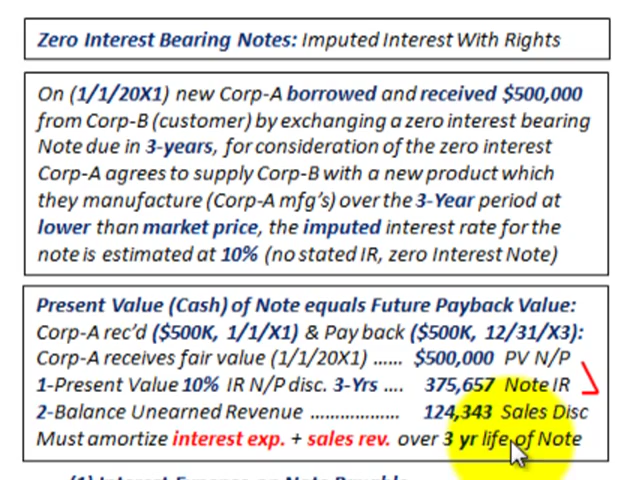 Zero Interest Bearing Notes: Imputed Interest With Rights
On (1/1/20X1) new Corp-A borrowed and received $500,000
from Corp-B (customer) by exchanging a zero interest bearing
Note due in 3-years, for consideration of the zero interest
Corp-A agrees to supply Corp-B with a new product which
they manufacture (Corp-A mfg's) over the 3-Year period at
lower than market price, the imputed interest rate for the
note is estimated at 10% (no stated IR, zero Interest Note)
Present Value (Cash) of Note equals Future Payback Value:
Corp-A rec'd ($500K, 1/1/X1) & Pay back ($500K, 12/31/X3):
Corp-A receives fair value (1/1/20X1) ...... $500,000 PV N/P
1-Present Value 10% IR N/P disc. 3-Yrs .... 375,657 Note IR
2-Balance Unearned Revenue .................. 124,343 Sales Disc
Must amortize interest exp. + sales rev. over 3 yr life of Note
(1) Interest Expense on Note Payable